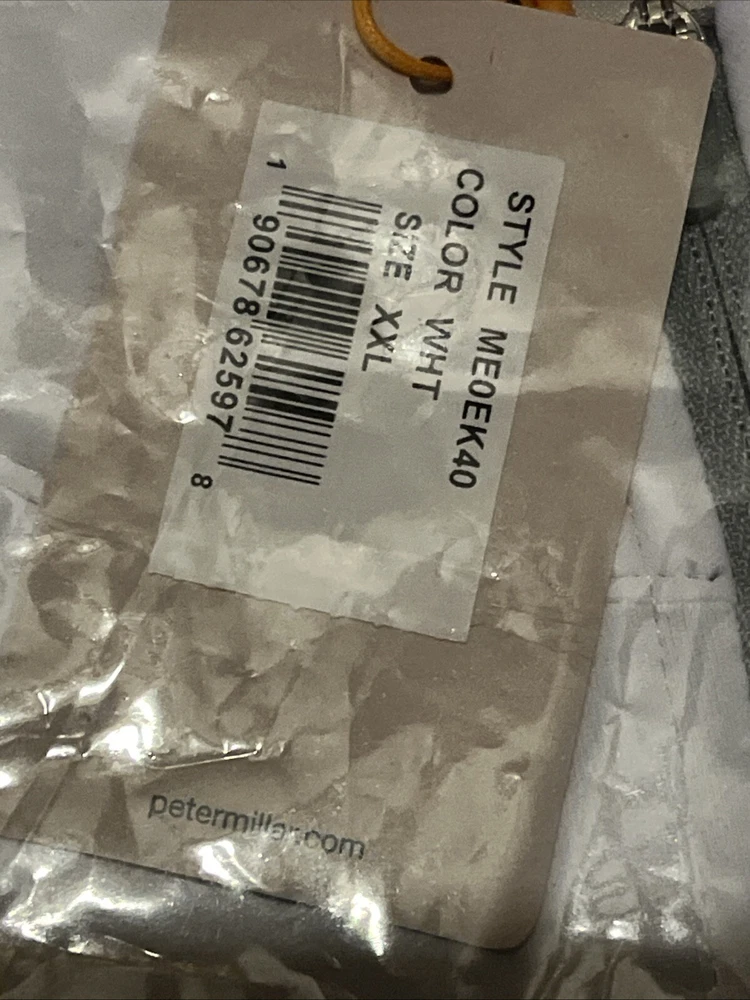 STYLE ME0EK40
COLOR WHT
SIZE XXL
1 90678 62597 8
petermillar.com